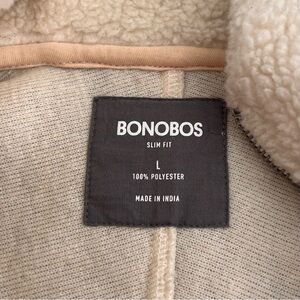 BONOBOS
SLIM FIT
L
100% POLYESTER
MADE IN INDIA